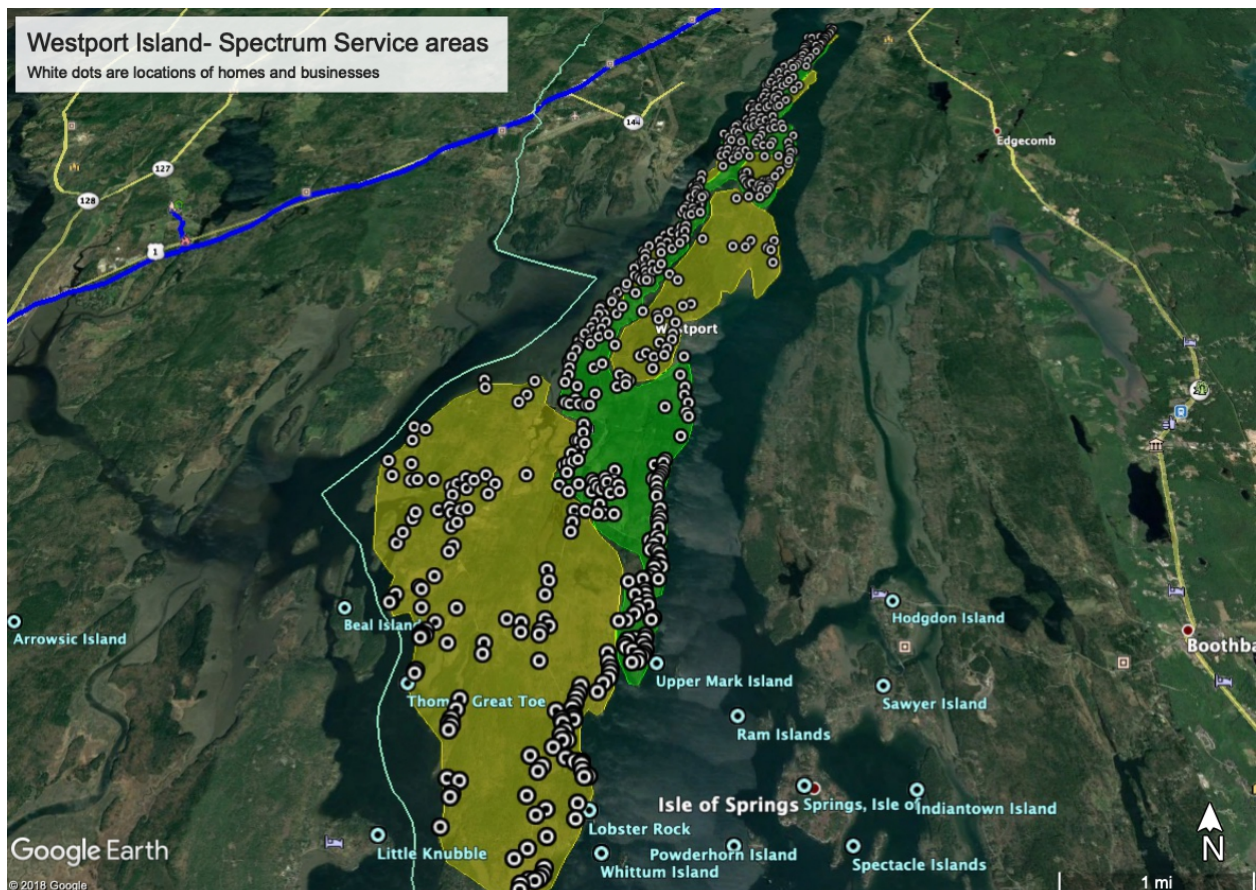 Westport Island- Spectrum Service areas
White dots are locations of homes and businesses
144
Edgecomb
127
128
1
Westport
Arrowsic Island
Beal Island
Hodgdon Island
Boothba
Upper Mark Island
Thom Great Toe
Sawyer Island
Ram Islands
Isle of Springs
Springs, Isle of
Indiantown Island
Lobster Rock
Little Knubble
Whittum Island
Powderhorn Island
Spectacle Islands
Google Earth
N
© 2018 Google
1 mi